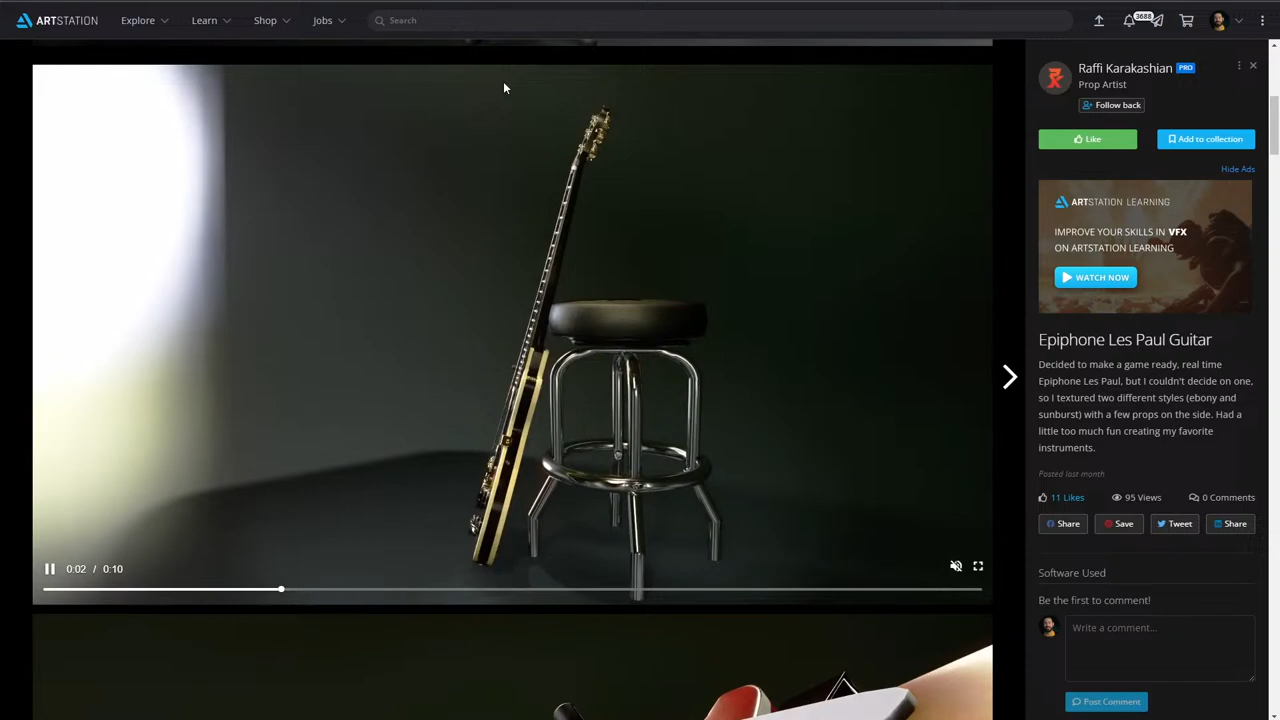 ARTSTATION
Explore
Learn
Shop
Jobs
Search
3688
Raffi Karakashian PRO
Prop Artist
Follow back
Like
Add to collection
Hide Ads
ARTSTATION LEARNING
IMPROVE YOUR SKILLS IN VFX
ON ARTSTATION LEARNING
WATCH NOW
Epiphone Les Paul Guitar
Decided to make a game ready, real time
Epiphone Les Paul, but I couldn't decide on one,
so I textured two different styles (ebony and
sunburst) with a few props on the side. Had a
little too much fun creating my favorite
instruments.
Posted last month
11 Likes
95 Views
0 Comments
Share
Save
Tweet
Share
0:02 / 0:10
Software Used
Be the first to comment!
Write a comment...
Post Comment